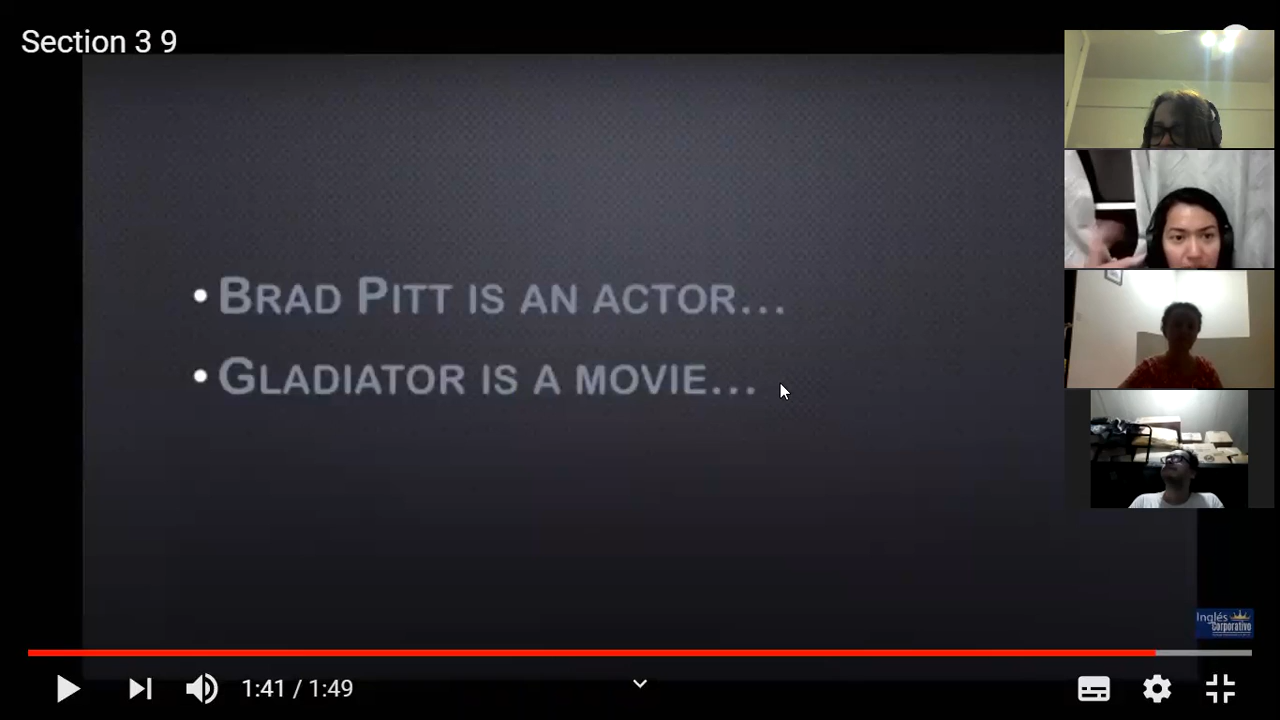 Section 3 9
• BRAD PITT IS AN ACTOR...
• GLADIATOR IS A MOVIE...
Inglés
Corporativo
1:41 / 1:49